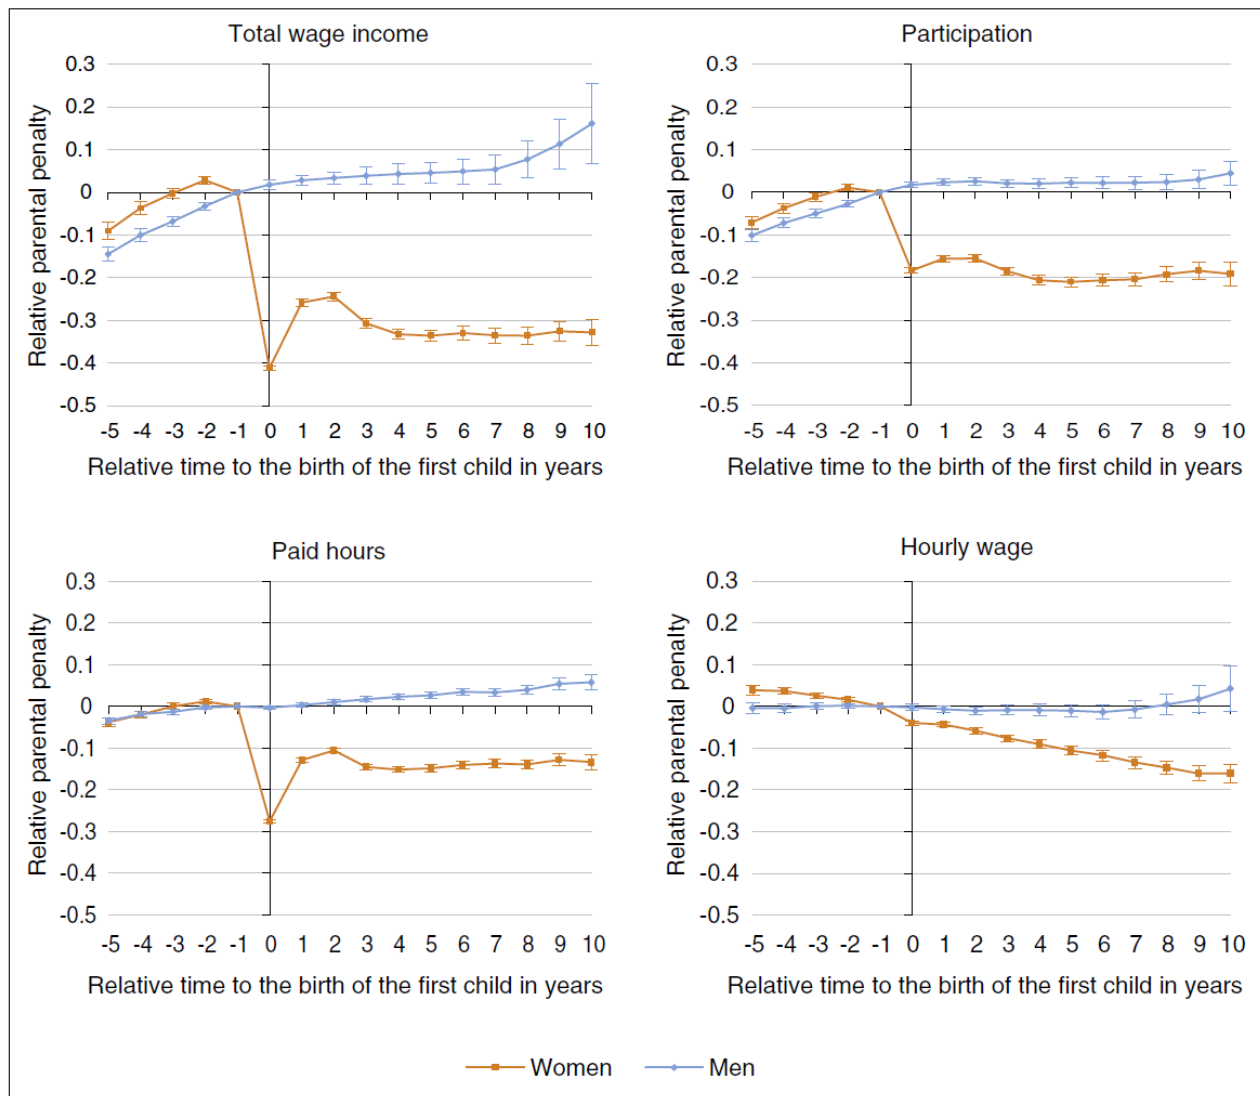 Total wage income
Relative parental penalty
0.3
0.2
0.1
0
-0.1
-0.2
-0.3
-0.4
-0.5
-5 -4 -3 -2 -1 0 1 2 3 4 5 6 7 8 9 10
Relative time to the birth of the first child in years
Participation
Relative parental penalty
0.3
0.2
0.1
0
-0.1
-0.2
-0.3
-0.4
-0.5
-5 -4 -3 -2 -1 0 1 2 3 4 5 6 7 8 9 10
Relative time to the birth of the first child in years
Paid hours
Relative parental penalty
0.3
0.2
0.1
0
-0.1
-0.2
-0.3
-0.4
-0.5
-5 -4 -3 -2 -1 0 1 2 3 4 5 6 7 8 9 10
Relative time to the birth of the first child in years
Hourly wage
Relative parental penalty
0.3
0.2
0.1
0
-0.1
-0.2
-0.3
-0.4
-0.5
-5 -4 -3 -2 -1 0 1 2 3 4 5 6 7 8 9 10
Relative time to the birth of the first child in years
Women Men